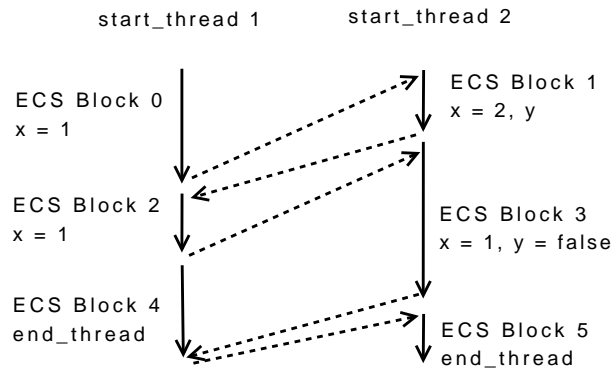 start_thread 1
start_thread 2
ECS Block 0
x = 1
ECS Block 1
x = 2, y
ECS Block 2
x = 1
ECS Block 3
x = 1, y = false
ECS Block 4
end_thread
ECS Block 5
end_thread